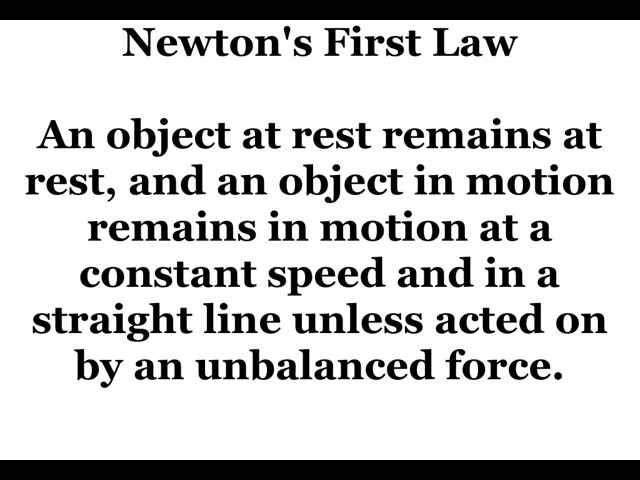 Newton's First Law
An object at rest remains at
rest, and an object in motion
remains in motion at a
constant speed and in a
straight line unless acted on
by an unbalanced force.